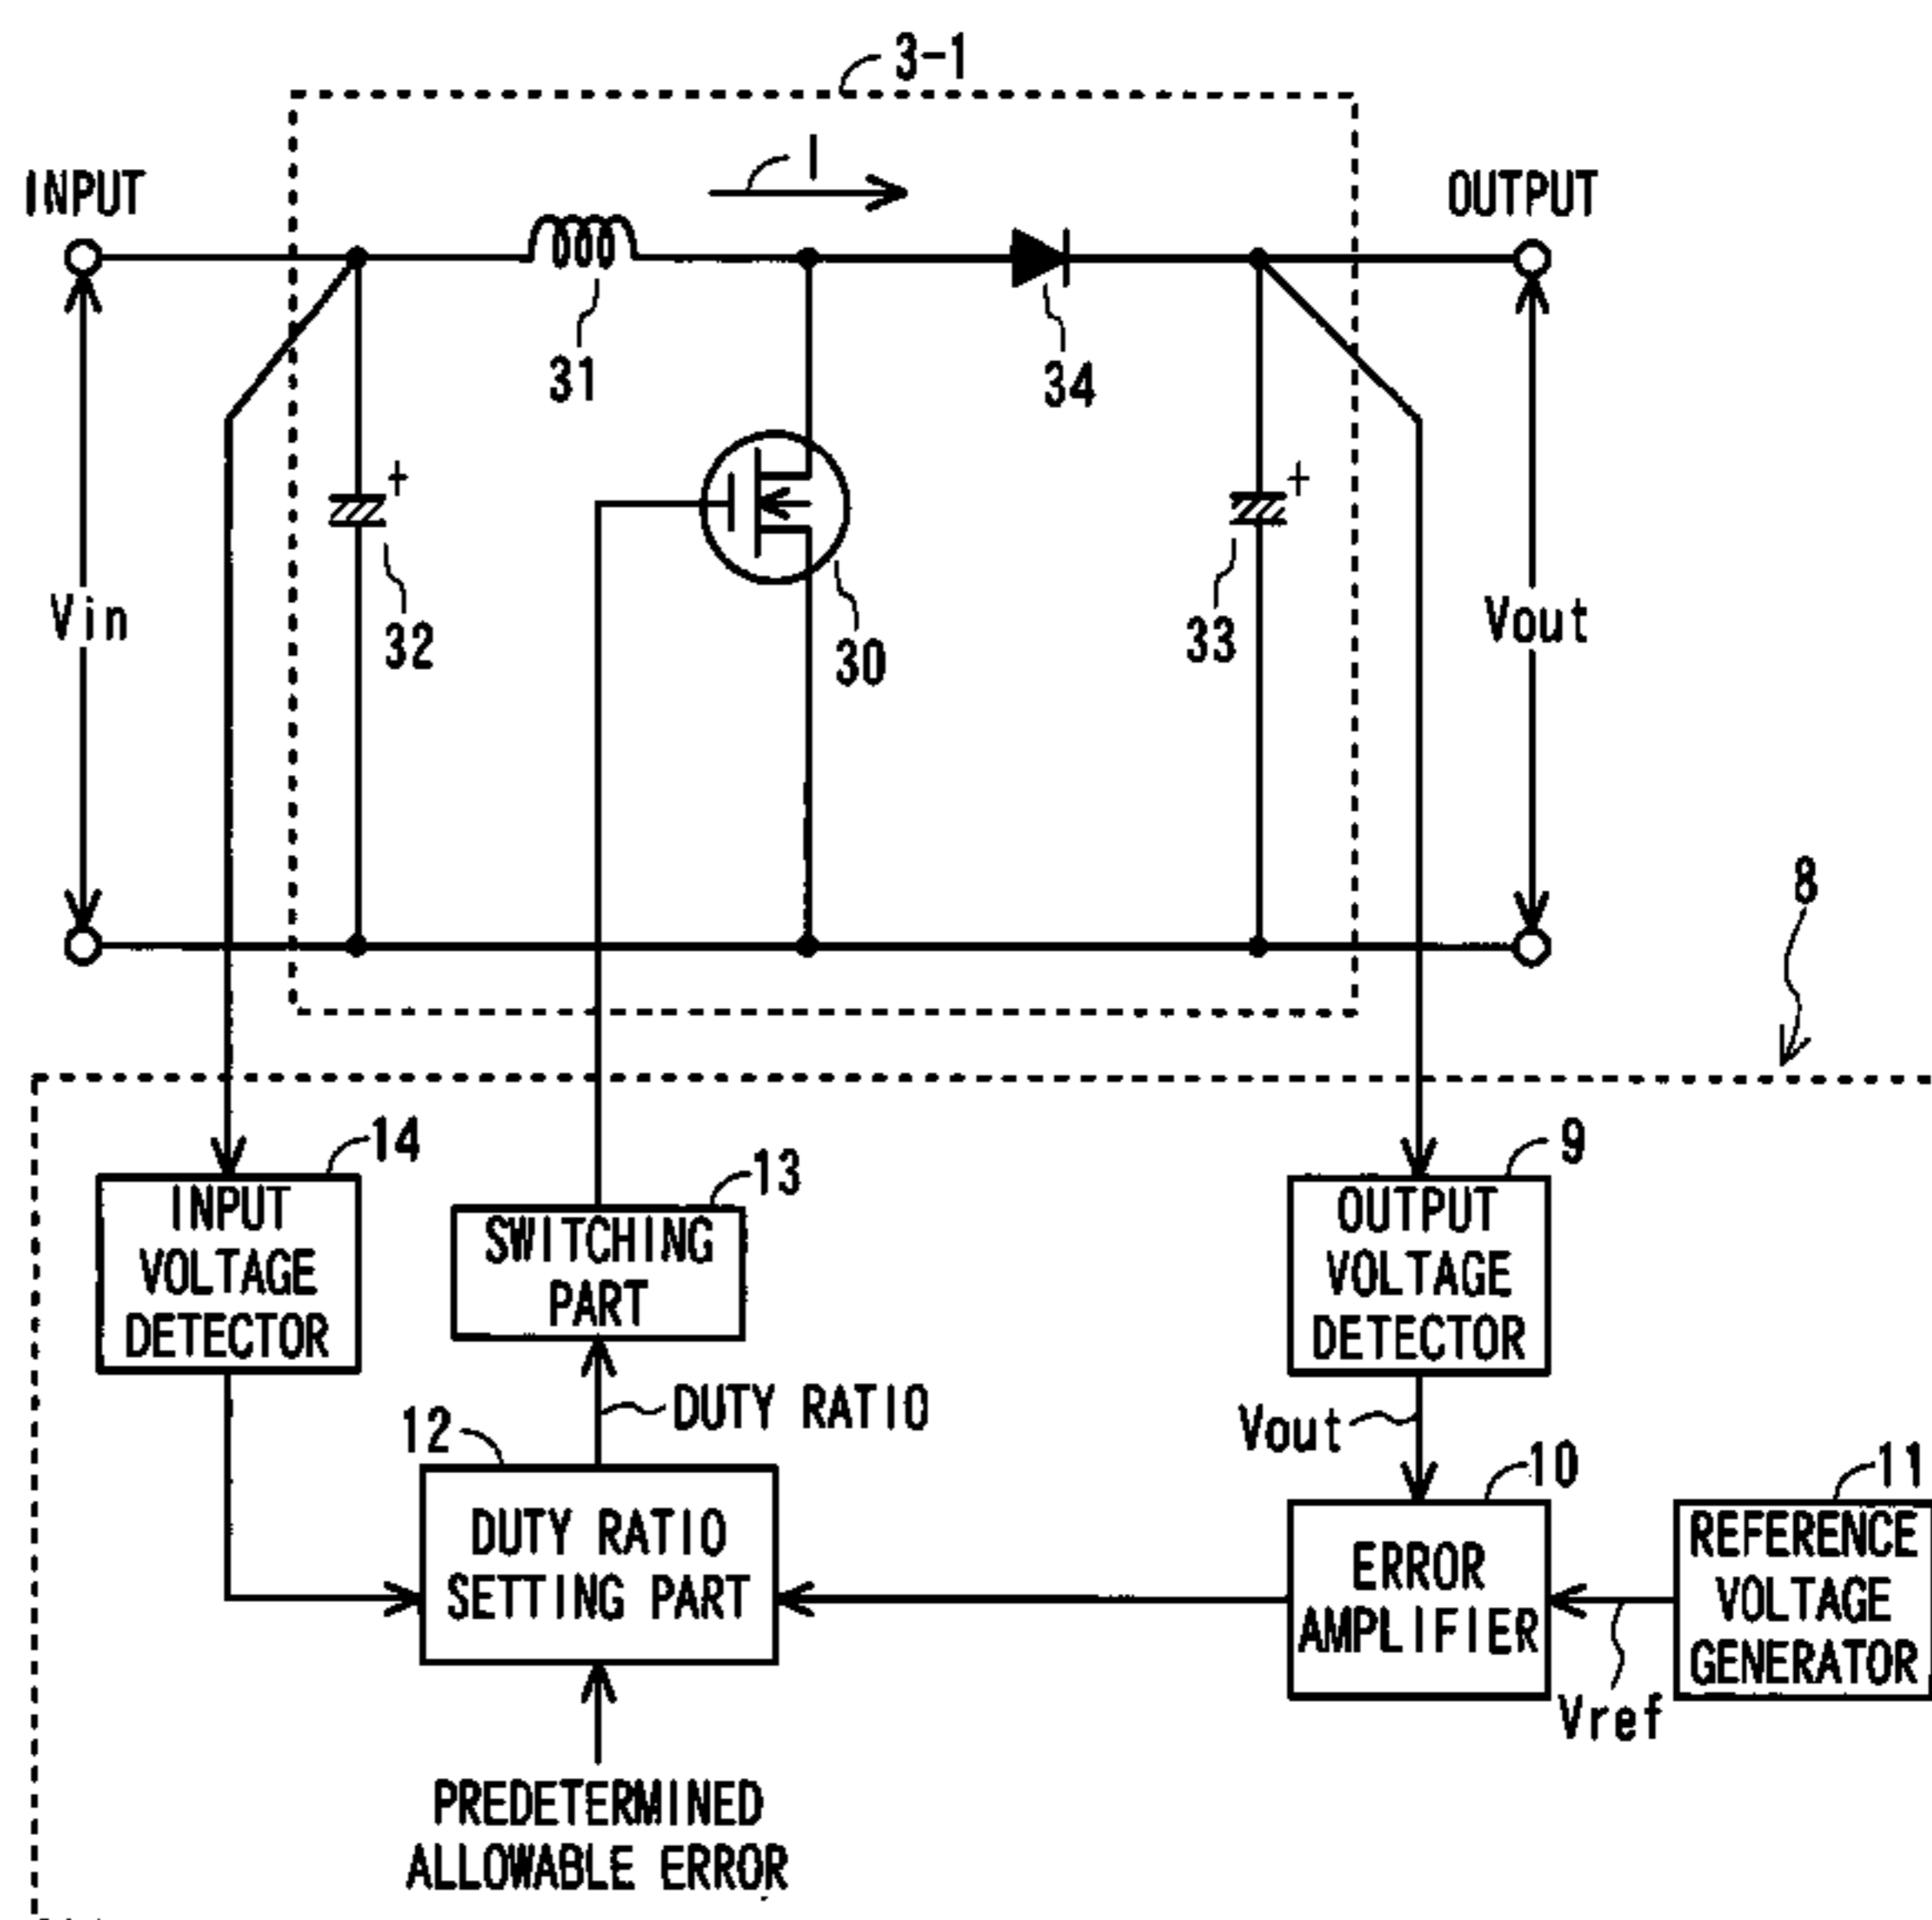 3-1
I
INPUT
OUTPUT
31
34
+
+
Vin
32
30
33
Vout
8
14
13
9
INPUT
VOLTAGE
DETECTOR
SWITCHING
PART
OUTPUT
VOLTAGE
DETECTOR
DUTY RATIO
Vout
12
10
11
DUTY RATIO
SETTING PART
ERROR
AMPLIFIER
REFERENCE
VOLTAGE
GENERATOR
Vref
PREDETERMINED
ALLOWABLE ERROR